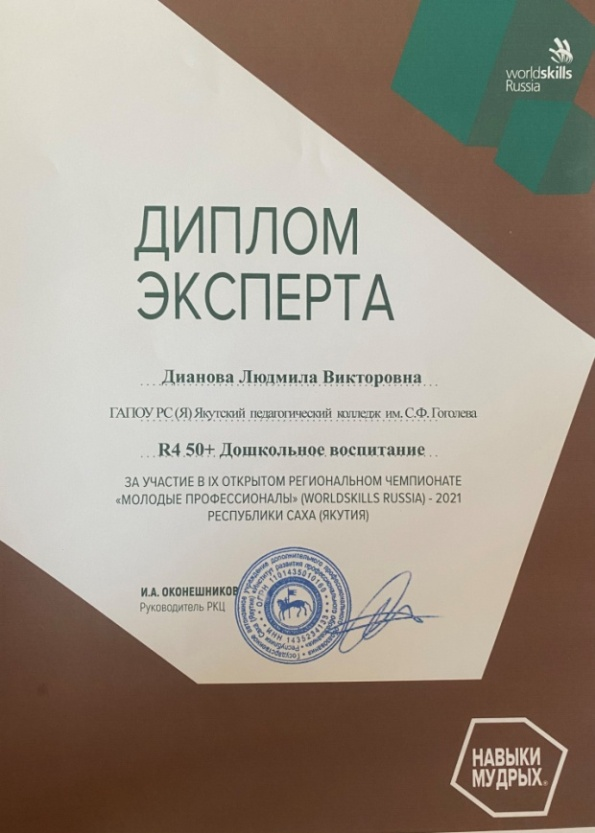 worldskills
Russia
ДИПЛОМ
ЭКСПЕРТА
Дианова Людмила Викторовна
ГАПОУ РС (Я) Якутский педагогический колледж им. С.Ф. Гоголева
R4 50+ Дошкольное воспитание
ЗА УЧАСТИЕ В IX ОТКРЫТОМ РЕГИОНАЛЬНОМ ЧЕМПИОНАТЕ
«МОЛОДЫЕ ПРОФЕССИОНАЛЫ» (WORLDSKILLS RUSSIA) - 2021
РЕСПУБЛИКИ САХА (ЯКУТИЯ)
И.А. ОКОНЕШНИКОВ
Руководитель РКЦ
НАВЫКИ
МУДРЫХ®